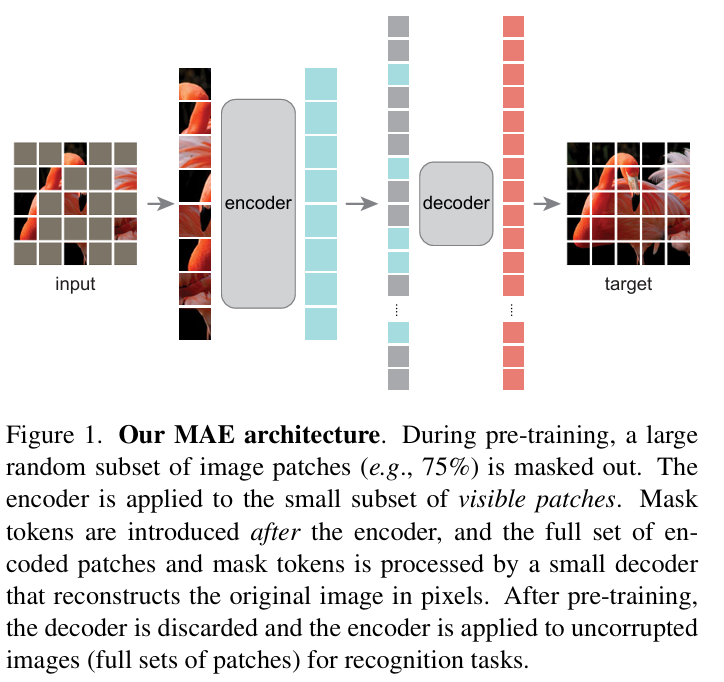 input
encoder
decoder
target
Figure 1. Our MAE architecture. During pre-training, a large
random subset of image patches (e.g., 75%) is masked out. The
encoder is applied to the small subset of visible patches. Mask
tokens are introduced after the encoder, and the full set of en-
coded patches and mask tokens is processed by a small decoder
that reconstructs the original image in pixels. After pre-training,
the decoder is discarded and the encoder is applied to uncorrupted
images (full sets of patches) for recognition tasks.